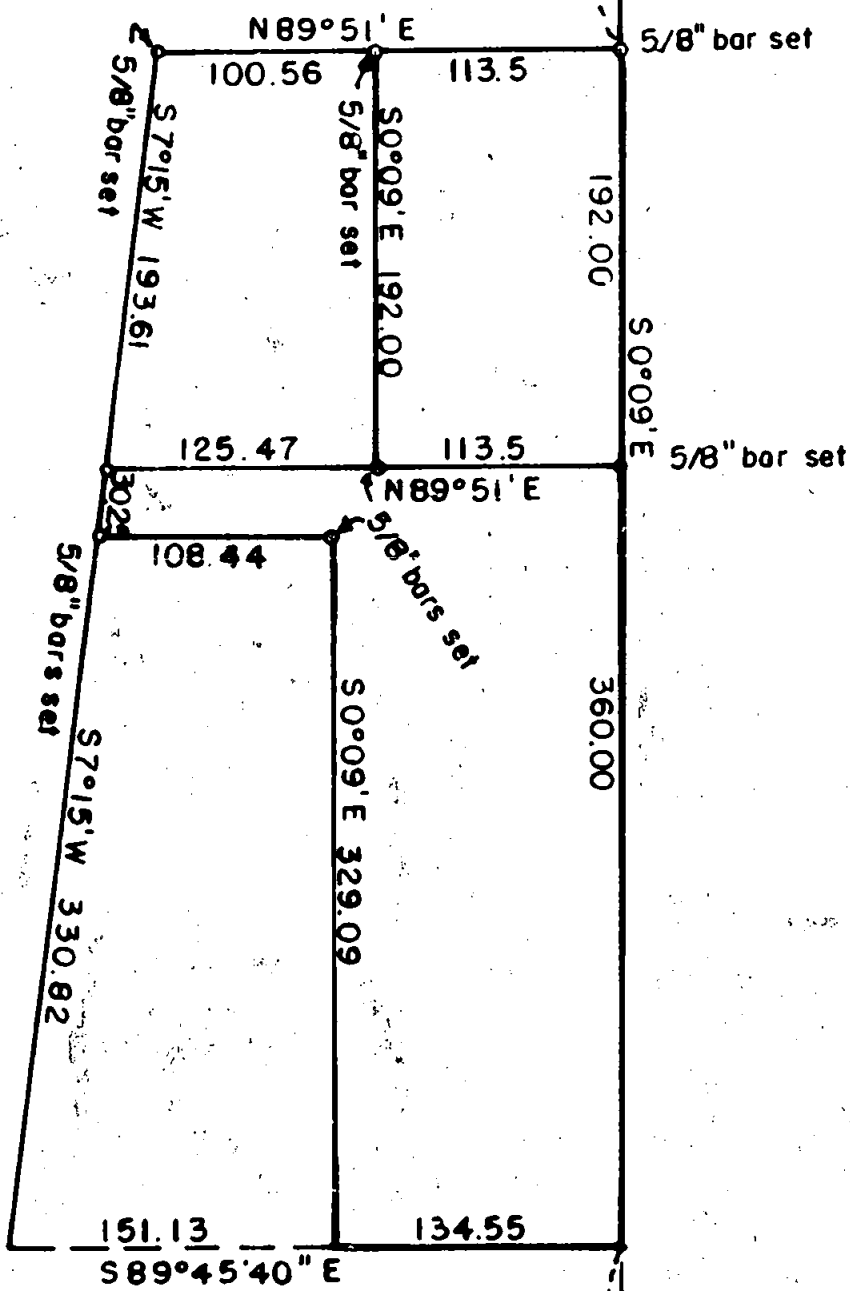 N89°51'E
5/8" bar set
100.56
113.5
5/8" bar set
S7°15'W 193.61
5/8" bar set
S0°09'E 192.00
192.00
S0°09'E
125.47
113.5
5/8" bar set
N89°51'E
108.44
5/8" bars set
5/8" bars set
S7°15'W 330.82
S0°09'E 329.09
360.00
151.13
134.55
S89°45'40"E